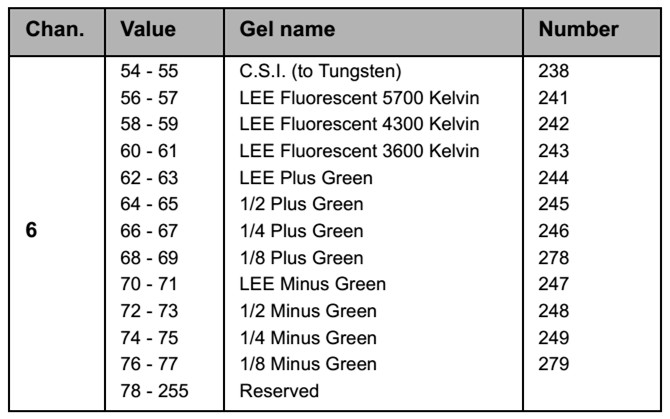 Chan. Value Gel name Number
54 - 55 C.S.I. (to Tungsten) 238
56 - 57 LEE Fluorescent 5700 Kelvin 241
58 - 59 LEE Fluorescent 4300 Kelvin 242
60 - 61 LEE Fluorescent 3600 Kelvin 243
62 - 63 LEE Plus Green 244
64 - 65 1/2 Plus Green 245
6 66 - 67 1/4 Plus Green 246
68 - 69 1/8 Plus Green 278
70 - 71 LEE Minus Green 247
72 - 73 1/2 Minus Green 248
74 - 75 1/4 Minus Green 249
76 - 77 1/8 Minus Green 279
78 - 255 Reserved